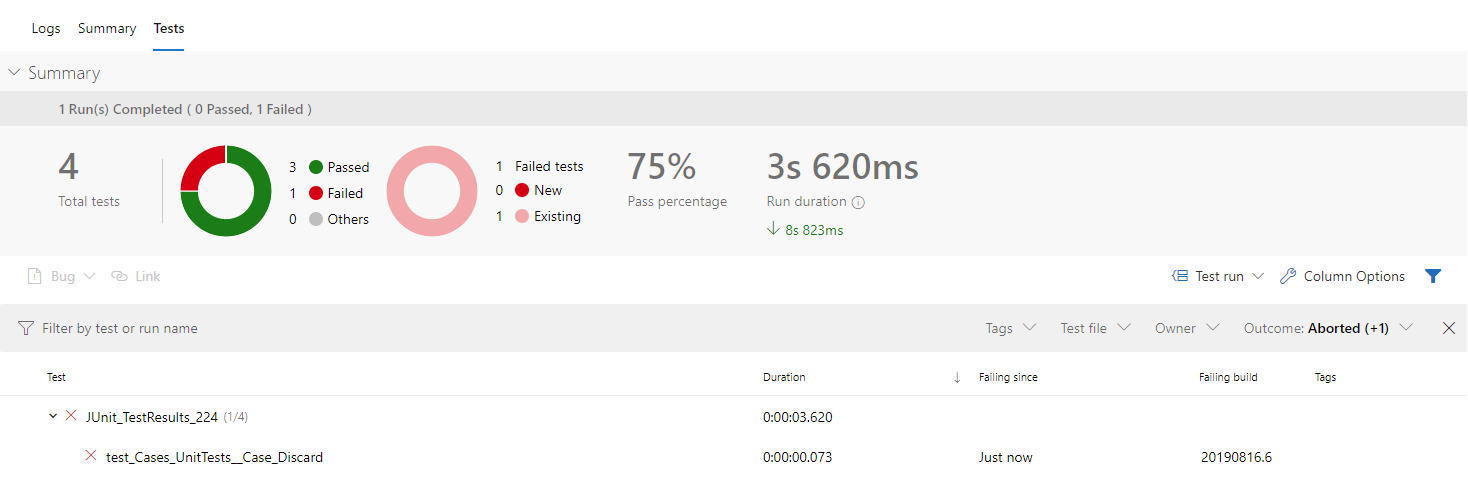 Logs Summary Tests
Summary
1 Run(s) Completed ( 0 Passed, 1 Failed )
4
Total tests
3 Passed
1 Failed
0 Others
1 Failed tests
0 New
1 Existing
75%
Pass percentage
3s 620ms
Run duration
8s 823ms
Bug Link Test run Column Options
Filter by test or run name Tags Test file Owner Outcome: Aborted (+1)
Test Duration Failing since Failing build Tags
JUnit_TestResults_224 (1/4) 0:00:03.620
test_Cases_UnitTests__Case_Discard 0:00:00.073 Just now 20190816.6